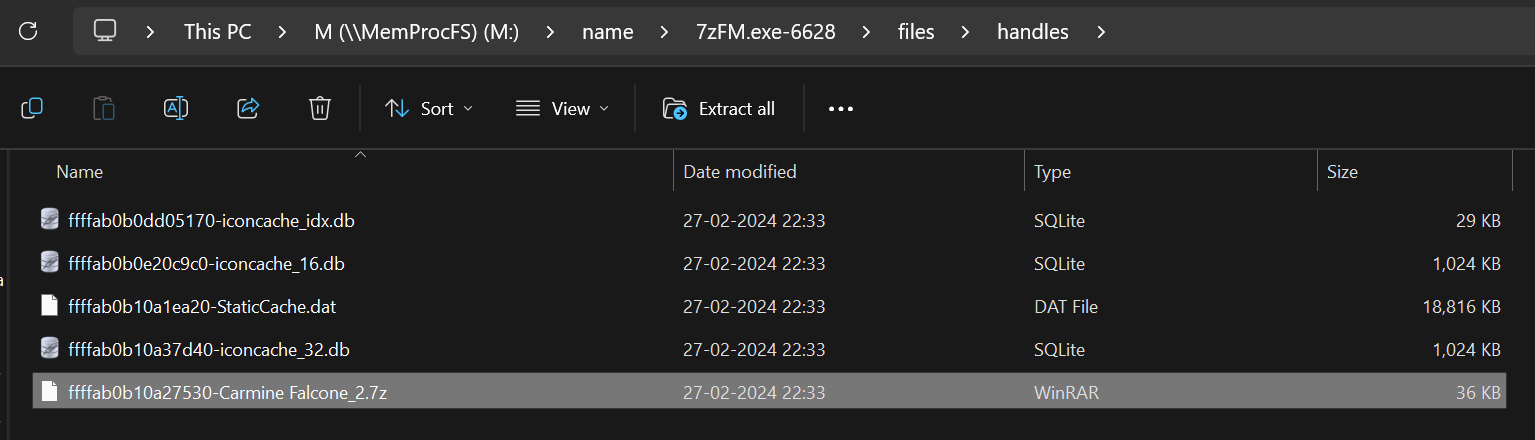 This PC > M (\\MemProcFS) (M:) > name > 7zFM.exe-6628 > files > handles >
Sort View Extract all
Name Date modified Type Size
ffffab0b0dd05170-iconcache_idx.db 27-02-2024 22:33 SQLite 29 KB
ffffab0b0e20c9c0-iconcache_16.db 27-02-2024 22:33 SQLite 1,024 KB
ffffab0b10a1ea20-StaticCache.dat 27-02-2024 22:33 DAT File 18,816 KB
ffffab0b10a37d40-iconcache_32.db 27-02-2024 22:33 SQLite 1,024 KB
ffffab0b10a27530-Carmine Falcone_2.7z 27-02-2024 22:33 WinRAR 36 KB